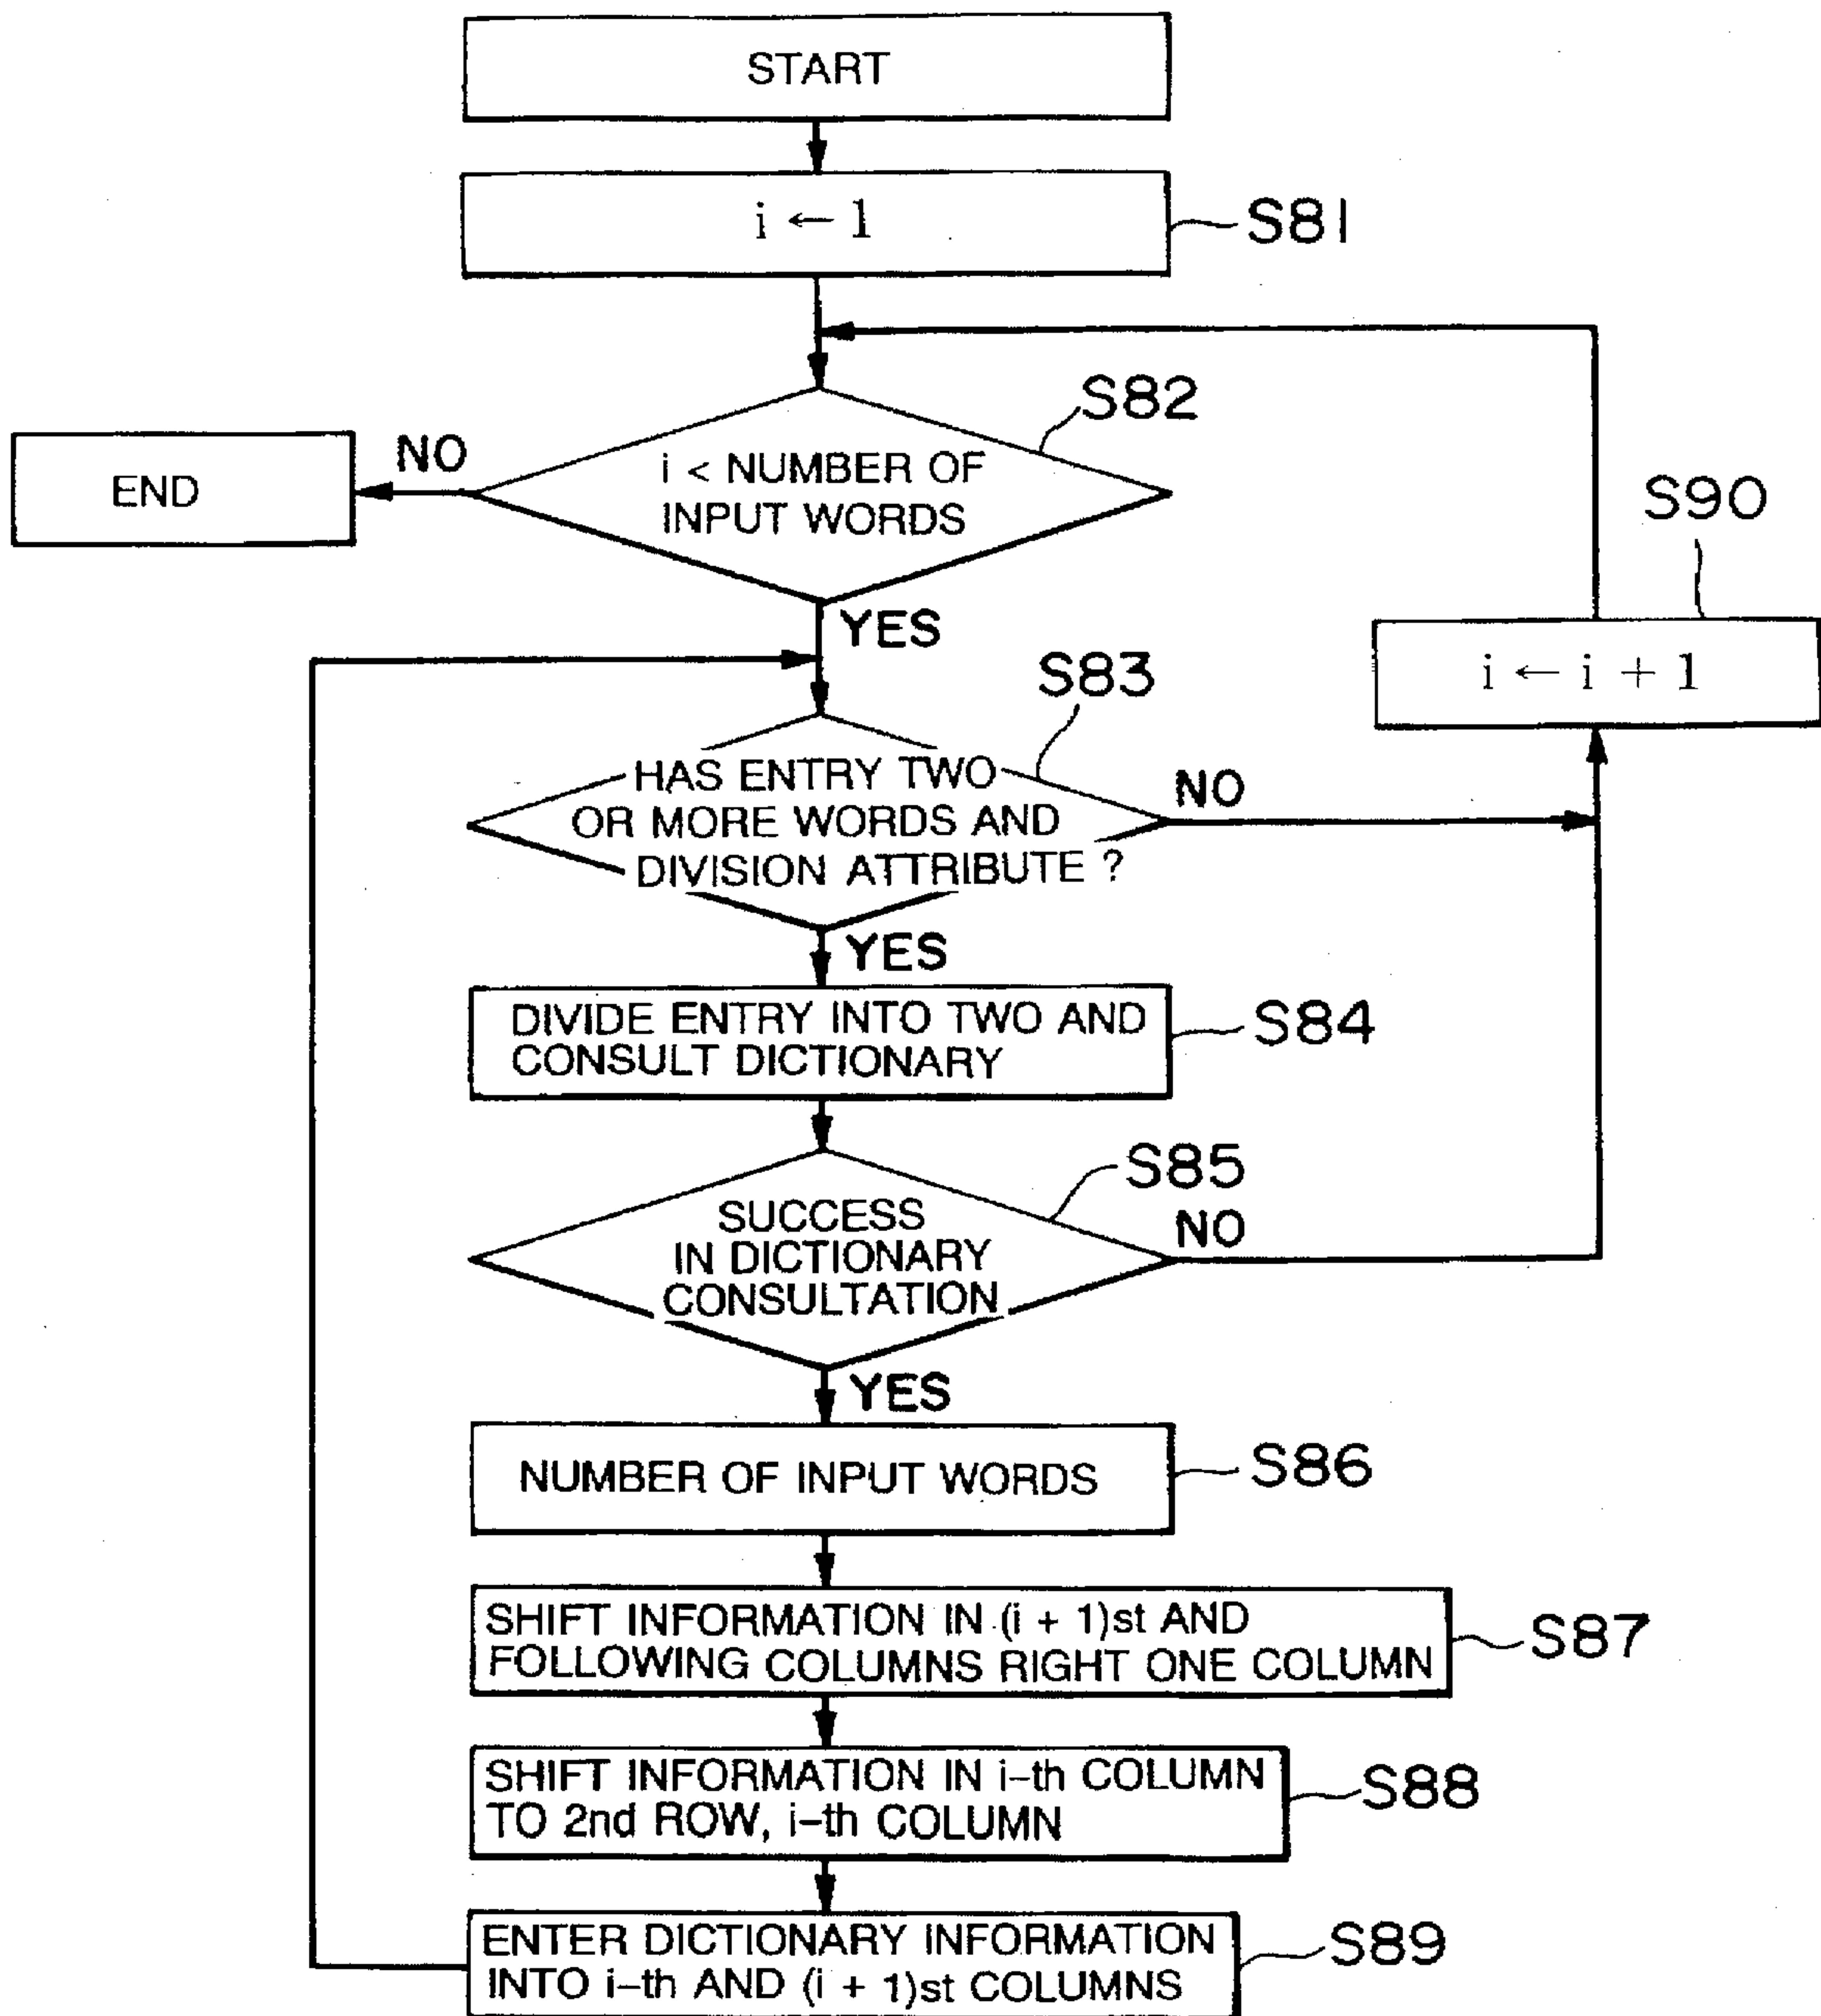 START
i ← 1
S81
S82
NO
END
i < NUMBER OF
INPUT WORDS
S90
YES
i ← i + 1
S83
HAS ENTRY TWO
OR MORE WORDS AND
DIVISION ATTRIBUTE ?
NO
YES
DIVIDE ENTRY INTO TWO AND
CONSULT DICTIONARY
S84
S85
SUCCESS
IN DICTIONARY
CONSULTATION
NO
YES
NUMBER OF INPUT WORDS
S86
SHIFT INFORMATION IN (i + 1)st AND
FOLLOWING COLUMNS RIGHT ONE COLUMN
S87
SHIFT INFORMATION IN i-th COLUMN
TO 2nd ROW, i-th COLUMN
S88
ENTER DICTIONARY INFORMATION
INTO i-th AND (i + 1)st COLUMNS
S89